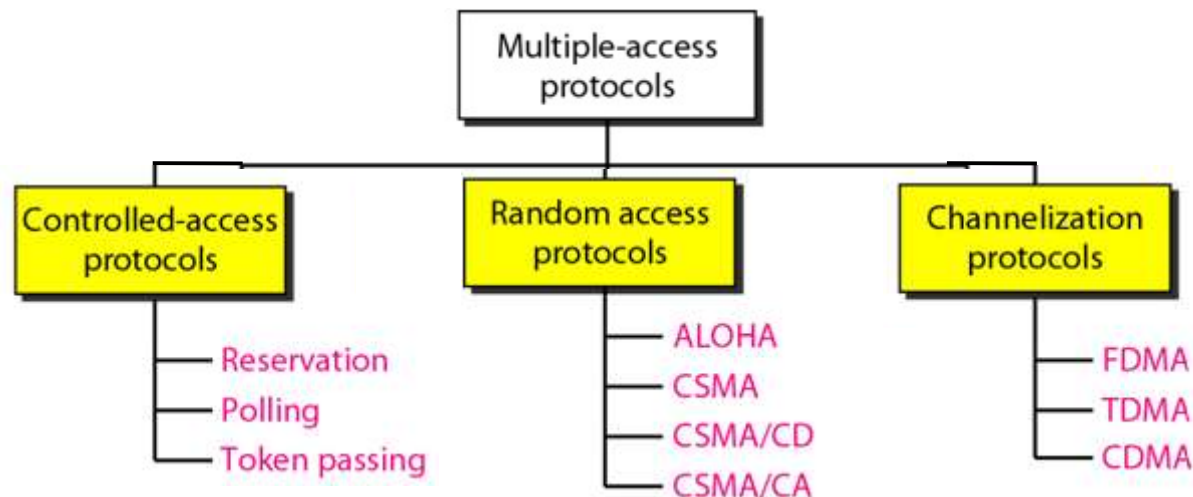 Multiple-access
protocols
Controlled-access
protocols
Random access
protocols
Channelization
protocols
Reservation
Polling
Token passing
ALOHA
CSMA
CSMA/CD
CSMA/CA
FDMA
TDMA
CDMA